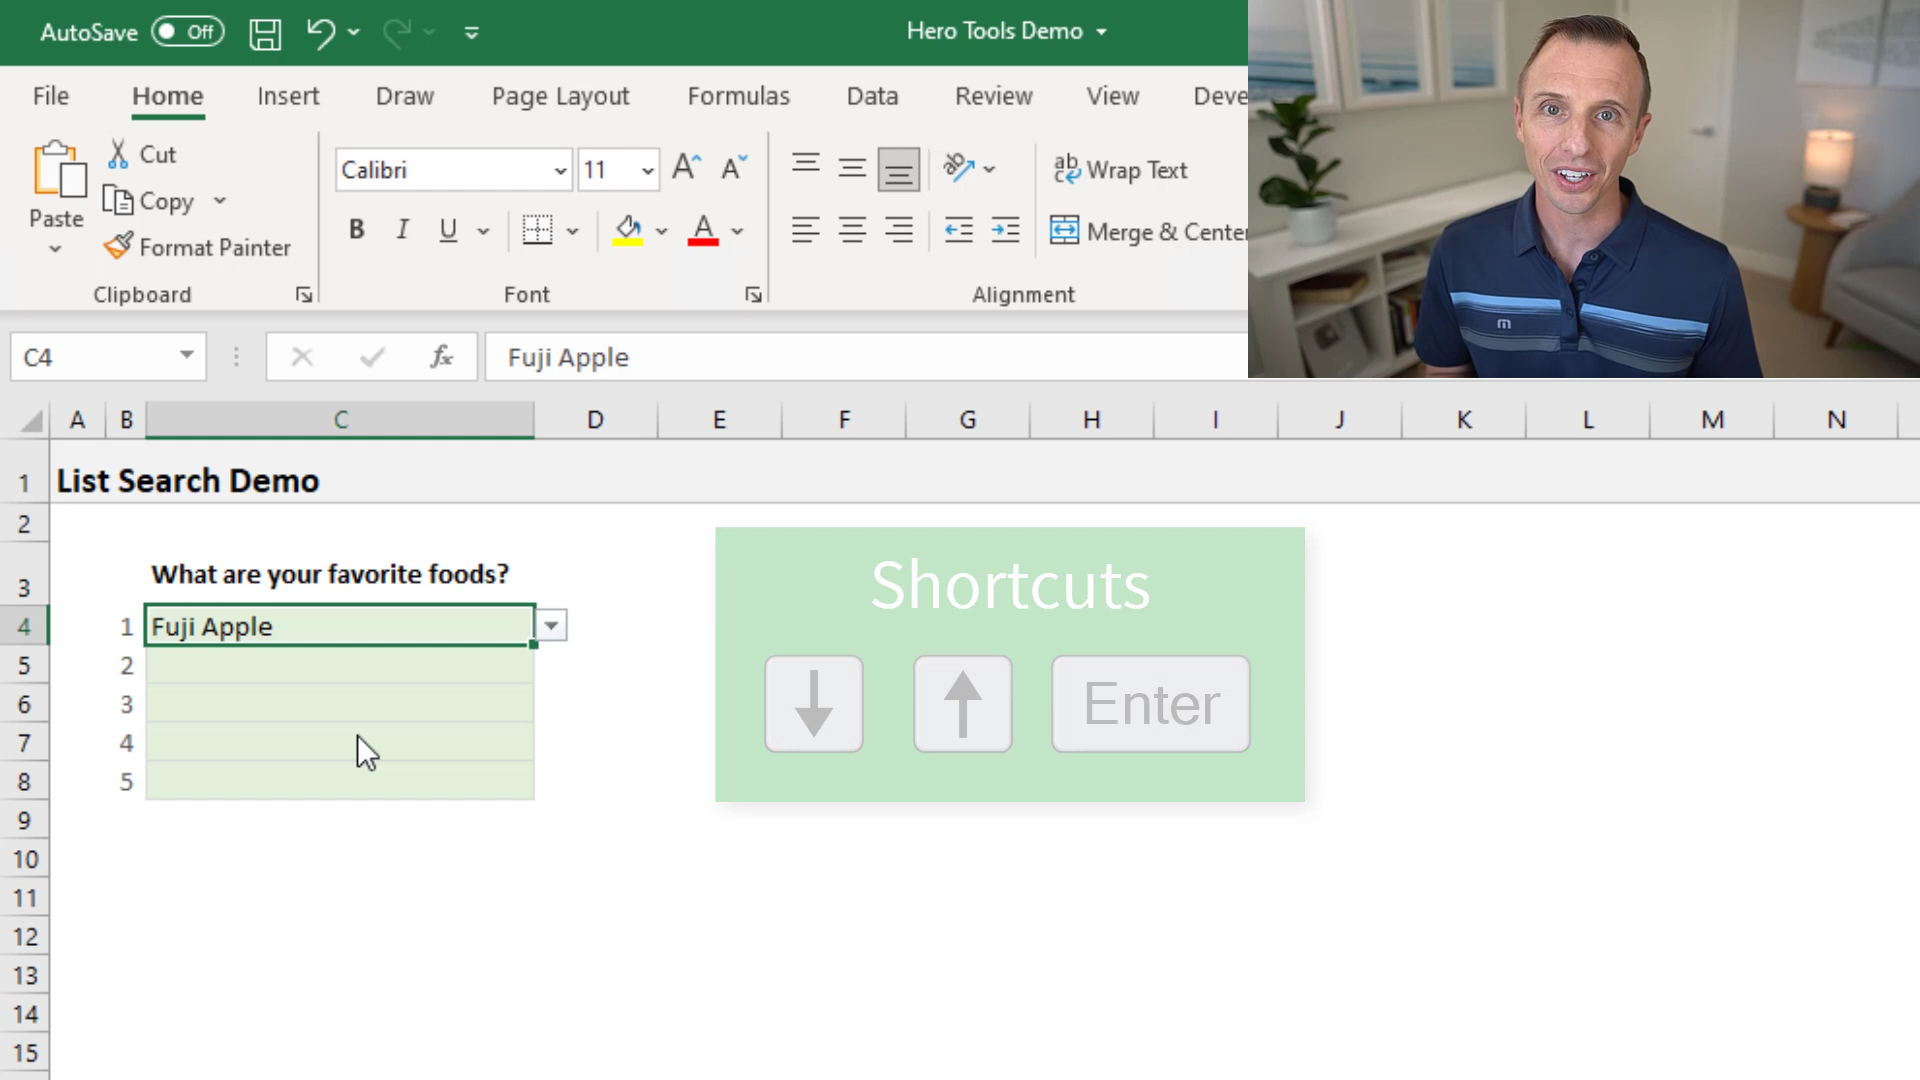 AutoSave Off
Hero Tools Demo
File Home Insert Draw Page Layout Formulas Data Review View Deve
Paste
Cut
Copy
Format Painter
Clipboard
Calibri 11
B I U
Font
ab
Wrap Text
Merge & Center
Alignment
C4 fx Fuji Apple
A B C D E F G H I J K L M N
1 List Search Demo
2
3 What are your favorite foods?
4 1 Fuji Apple
5 2
6 3
7 4
8 5
9
10
11
12
13
14
15
Shortcuts
↓ ↑ Enter